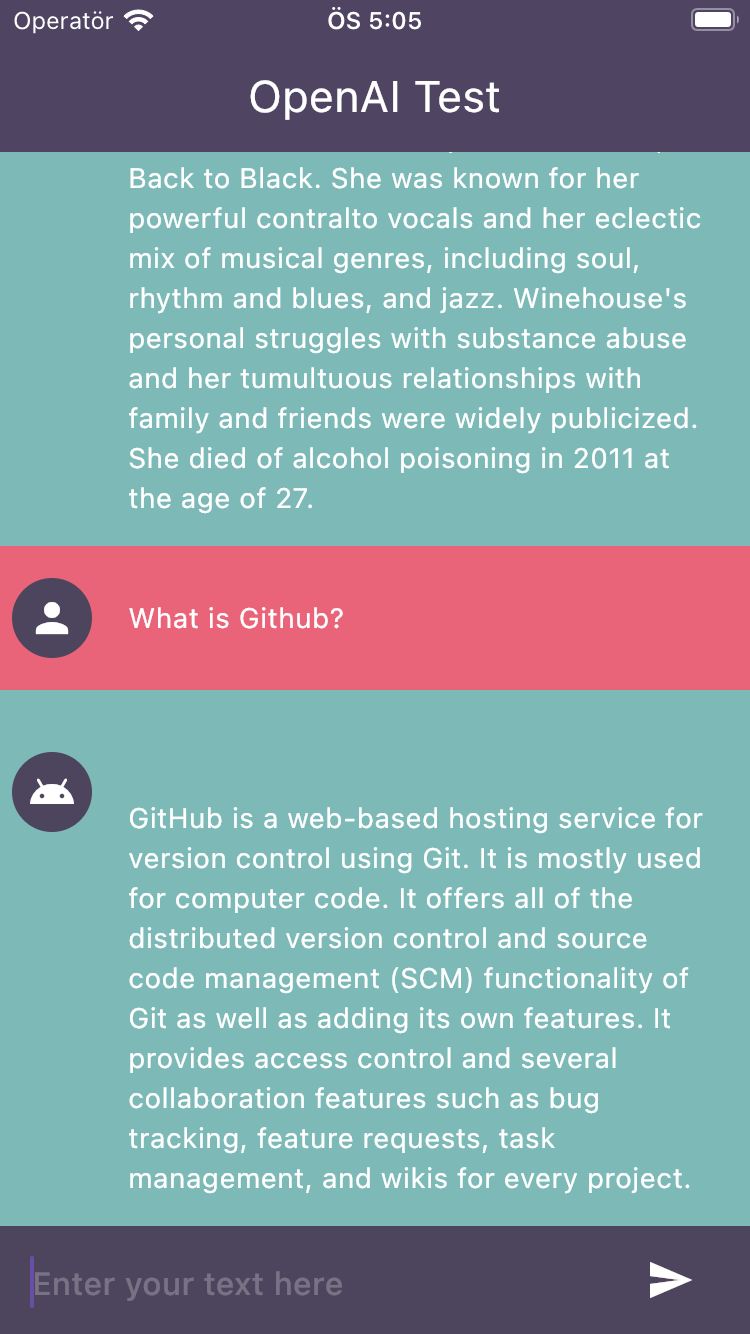 Operatör
ÖS 5:05
OpenAI Test
Back to Black. She was known for her
powerful contralto vocals and her eclectic
mix of musical genres, including soul,
rhythm and blues, and jazz. Winehouse's
personal struggles with substance abuse
and her tumultuous relationships with
family and friends were widely publicized.
She died of alcohol poisoning in 2011 at
the age of 27.
What is Github?
GitHub is a web-based hosting service for
version control using Git. It is mostly used
for computer code. It offers all of the
distributed version control and source
code management (SCM) functionality of
Git as well as adding its own features. It
provides access control and several
collaboration features such as bug
tracking, feature requests, task
management, and wikis for every project.
Enter your text here